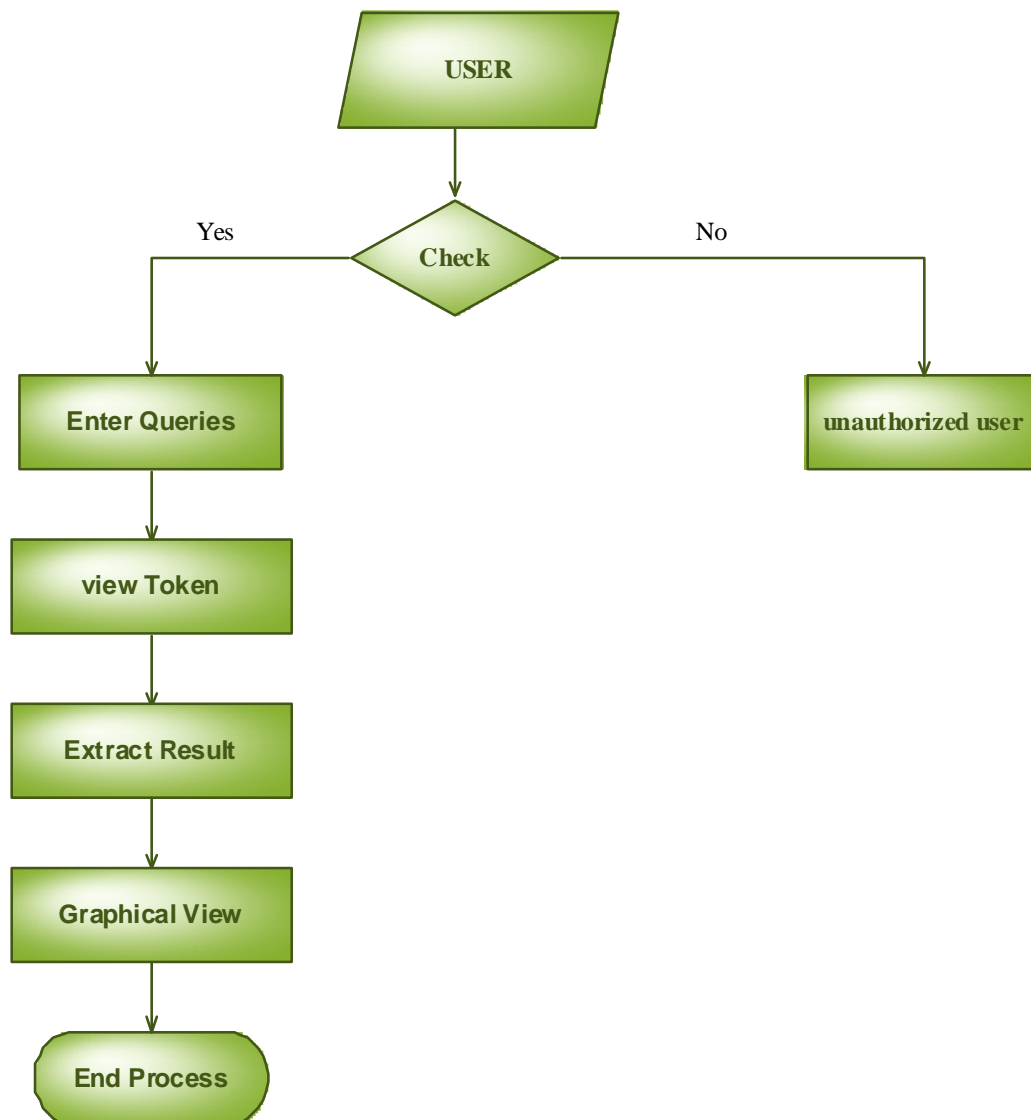 USER
Yes
No
Check
Enter Queries
unauthorized user
view Token
Extract Result
Graphical View
End Process